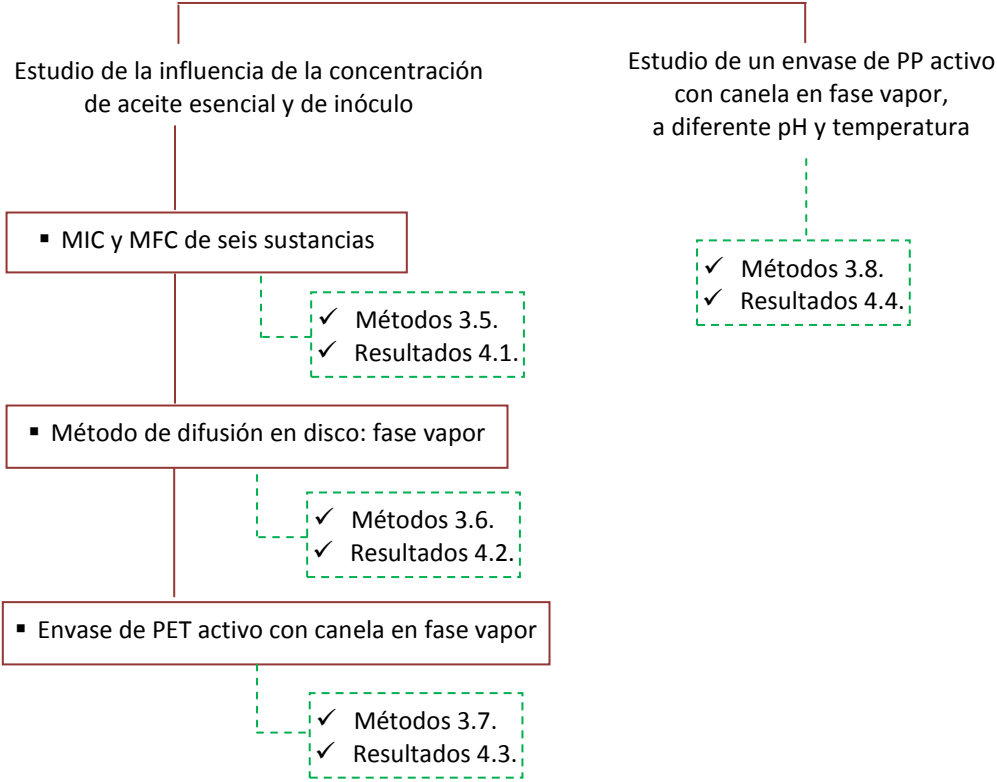 Estudio de la influencia de la concentración
de aceite esencial y de inóculo
▪ MIC y MFC de seis sustancias
✓ Métodos 3.5.
✓ Resultados 4.1.
▪ Método de difusión en disco: fase vapor
✓ Métodos 3.6.
✓ Resultados 4.2.
▪ Envase de PET activo con canela en fase vapor
✓ Métodos 3.7.
✓ Resultados 4.3.
Estudio de un envase de PP activo
con canela en fase vapor,
a diferente pH y temperatura
✓ Métodos 3.8.
✓ Resultados 4.4.